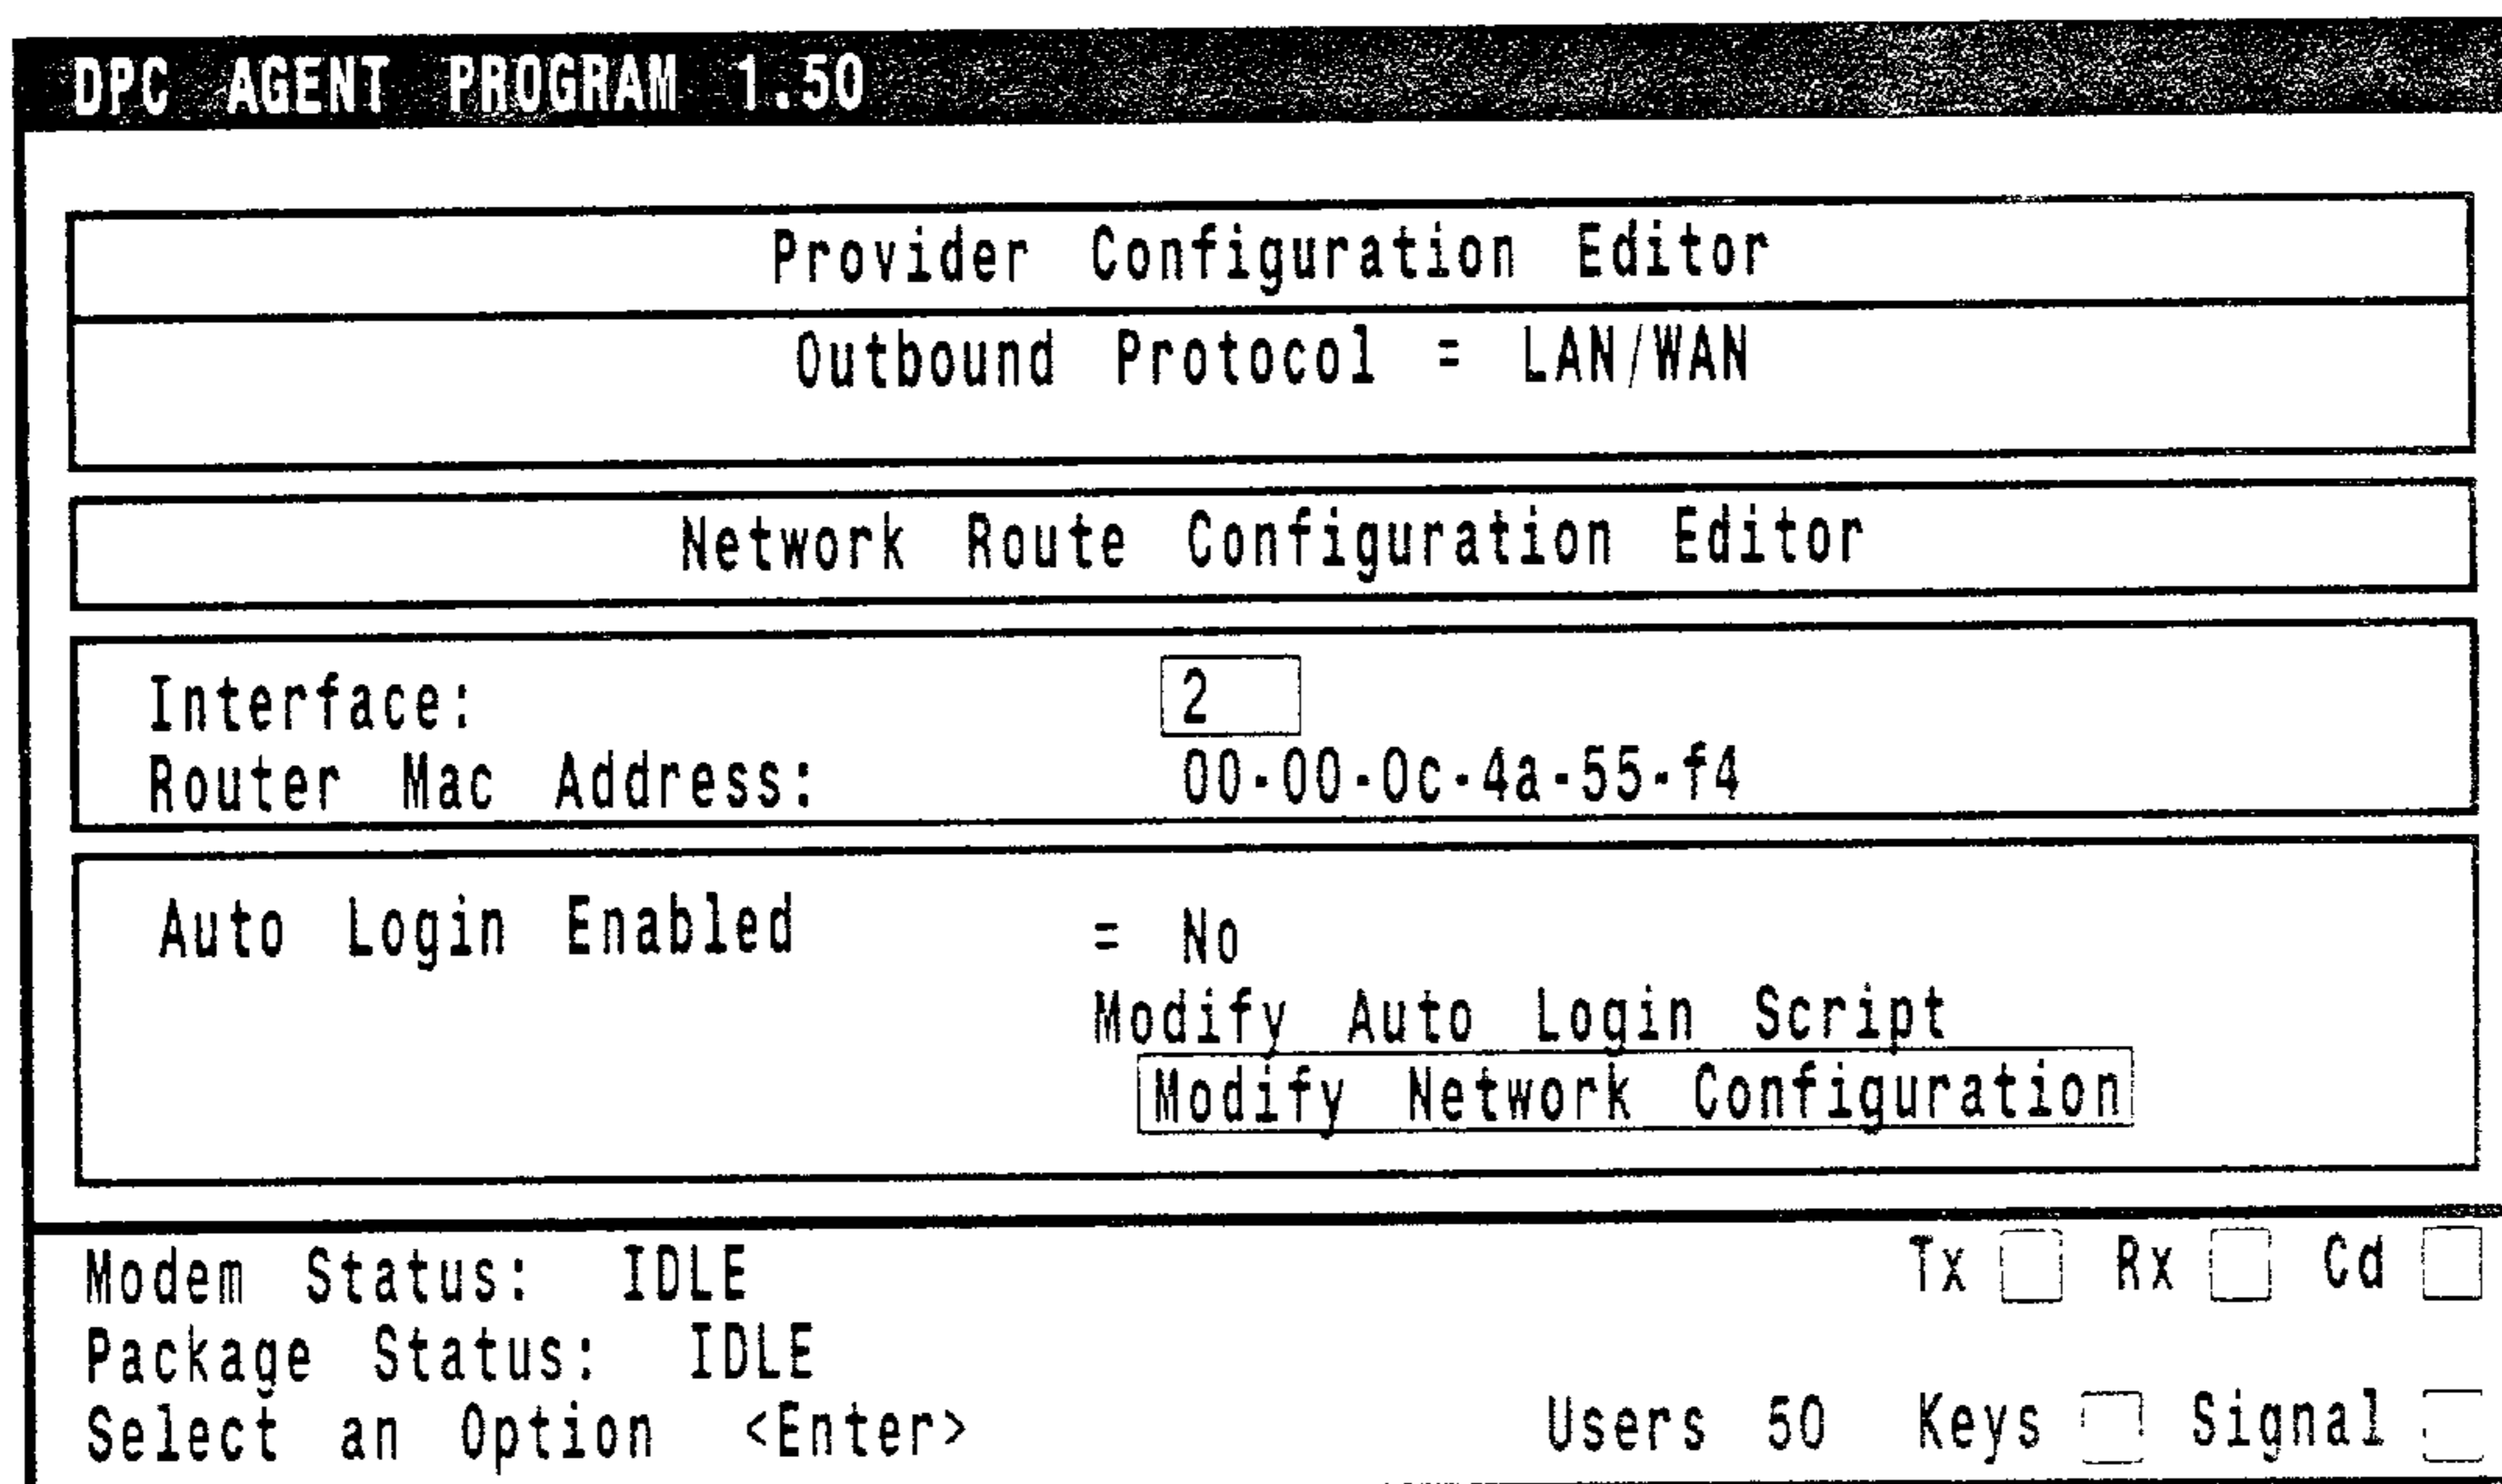 DPC AGENT PROGRAM 1.50
Provider Configuration Editor
Outbound Protocol = LAN/WAN
Network Route Configuration Editor
Interface: 2
Router Mac Address: 00-00-0c-4a-55-f4
Auto Login Enabled = No
Modify Auto Login Script
Modify Network Configuration
Modem Status: IDLE Tx Rx Cd
Package Status: IDLE
Select an Option <Enter> Users 50 Keys Signal